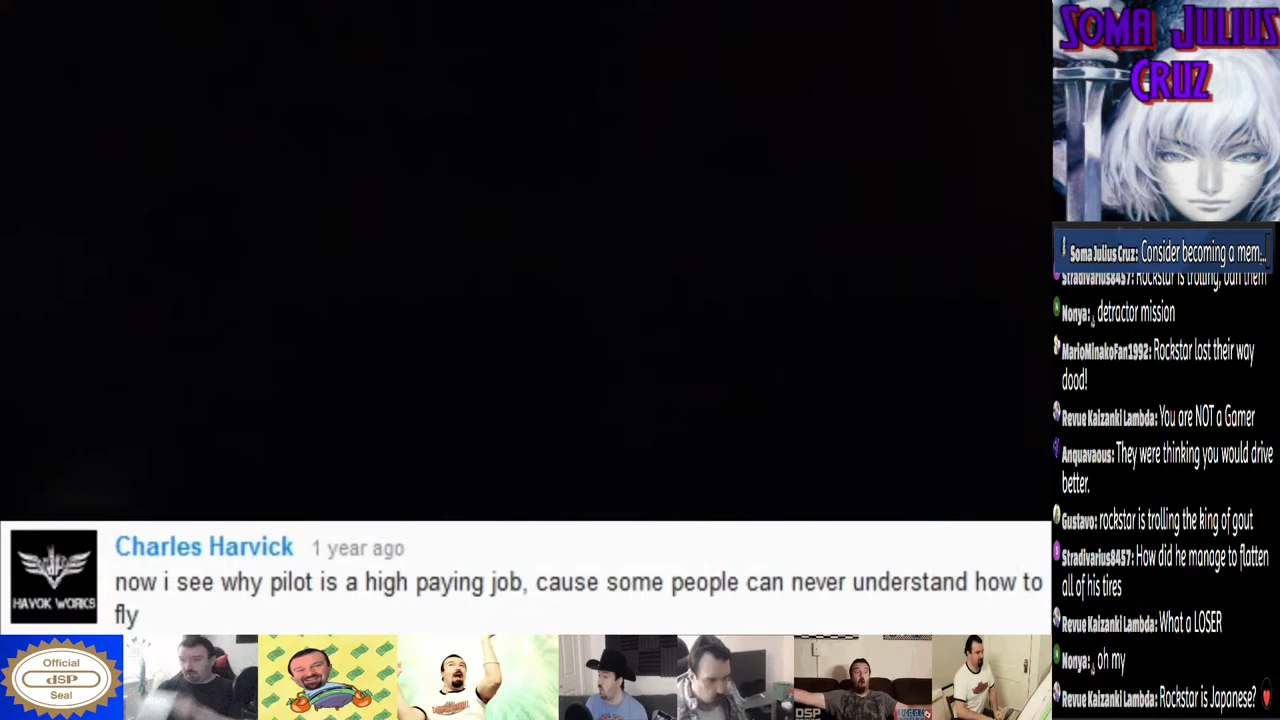 SOMA JULIUS
CRUZ
Soma Julius Cruz: Consider becoming a mem...
Stradivarius8457: Rockstar is trolling, ban them
Nonya: detractor mission
MarloMinakoFan1992: Rockstar lost their way
dood!
Revue Kaizanki Lambda: You are NOT a Gamer
Anquavaous: They were thinking you would drive
better.
Gustavo: rockstar is trolling the king of gout
Stradivarius8457: How did he manage to flatten
all of his tires
Revue Kaizanki Lambda: What a LOSER
Nonya: oh my
Revue Kaizanki Lambda: Rockstar is Japanese?
Charles Harvick 1 year ago
now i see why pilot is a high paying job, cause some people can never understand how to
fly
HAVOK WORKS
Official
dSP
Seal
DSP